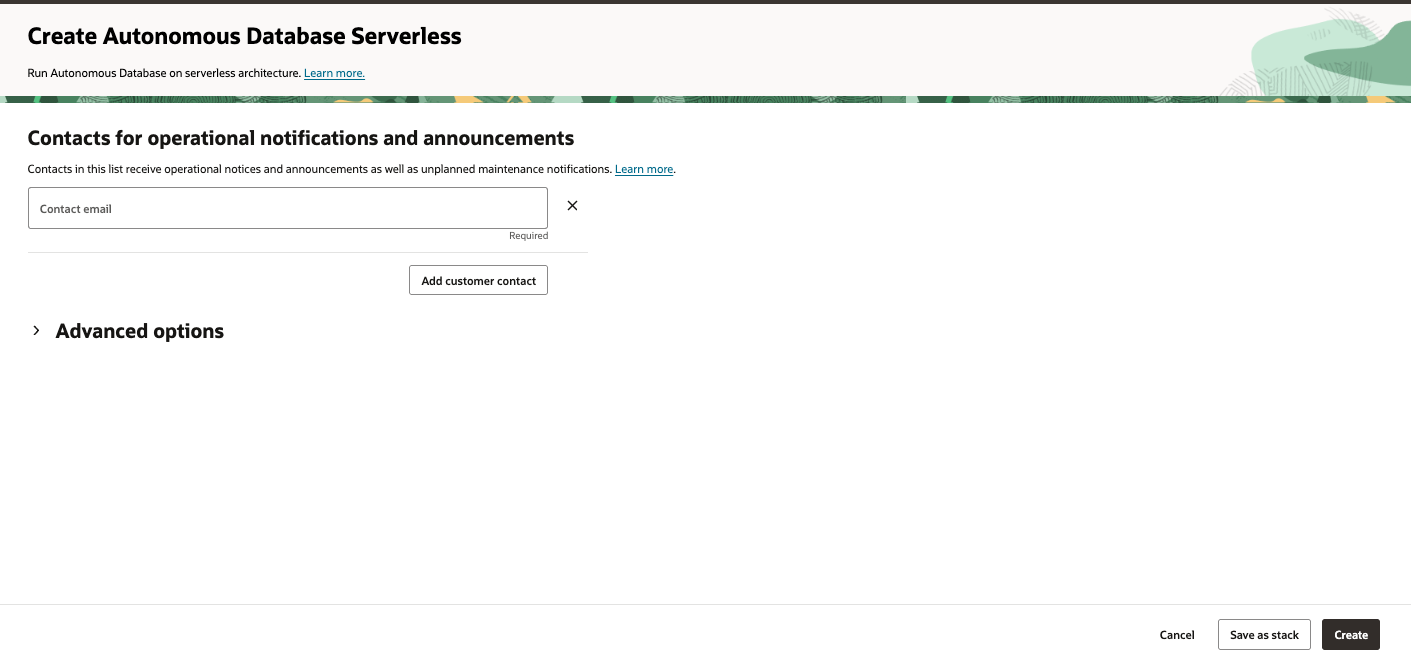 Create Autonomous Database Serverless
Run Autonomous Database on serverless architecture. Learn more.
Contacts for operational notifications and announcements
Contacts in this list receive operational notices and announcements as well as unplanned maintenance notifications. Learn more.
Contact email
Required
Add customer contact
Advanced options
Cancel Save as stack Create